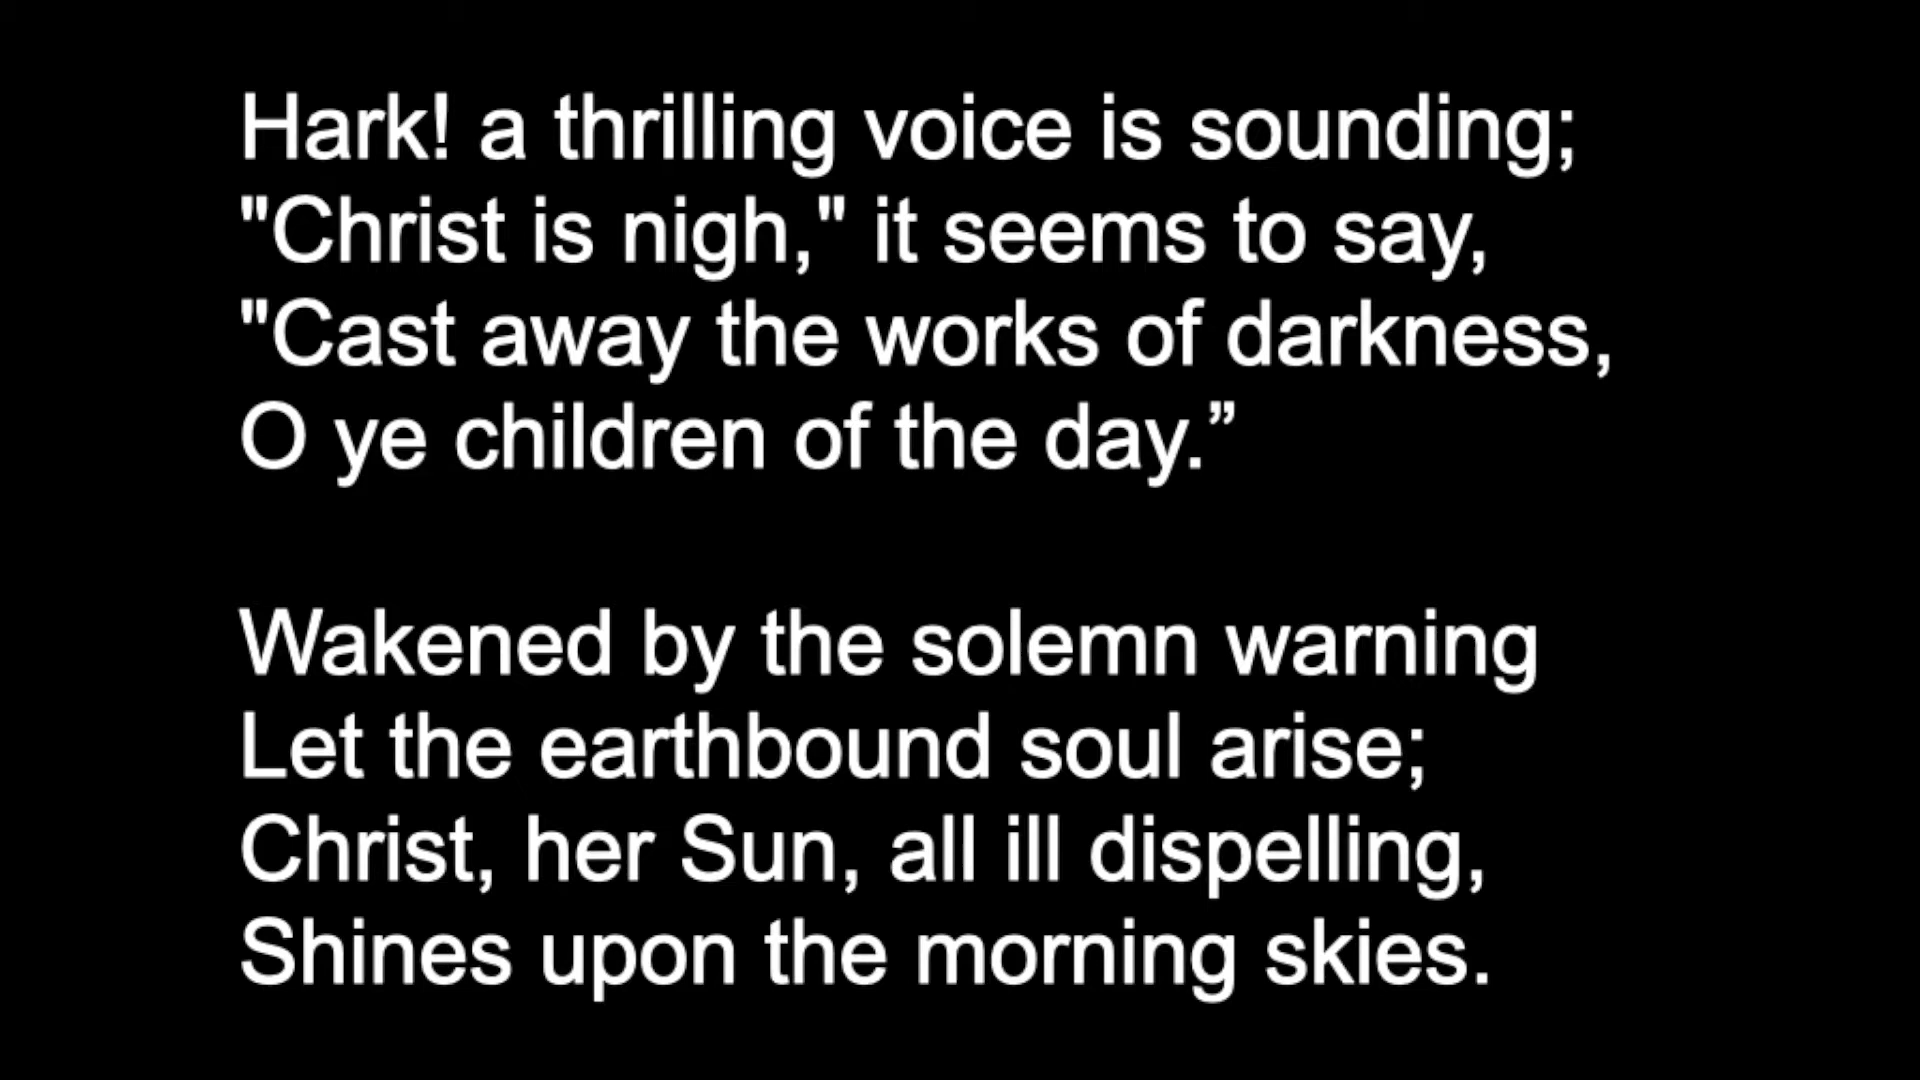 Hark! a thrilling voice is sounding;
"Christ is nigh," it seems to say,
"Cast away the works of darkness,
O ye children of the day.”
Wakened by the solemn warning
Let the earthbound soul arise;
Christ, her Sun, all ill dispelling,
Shines upon the morning skies.